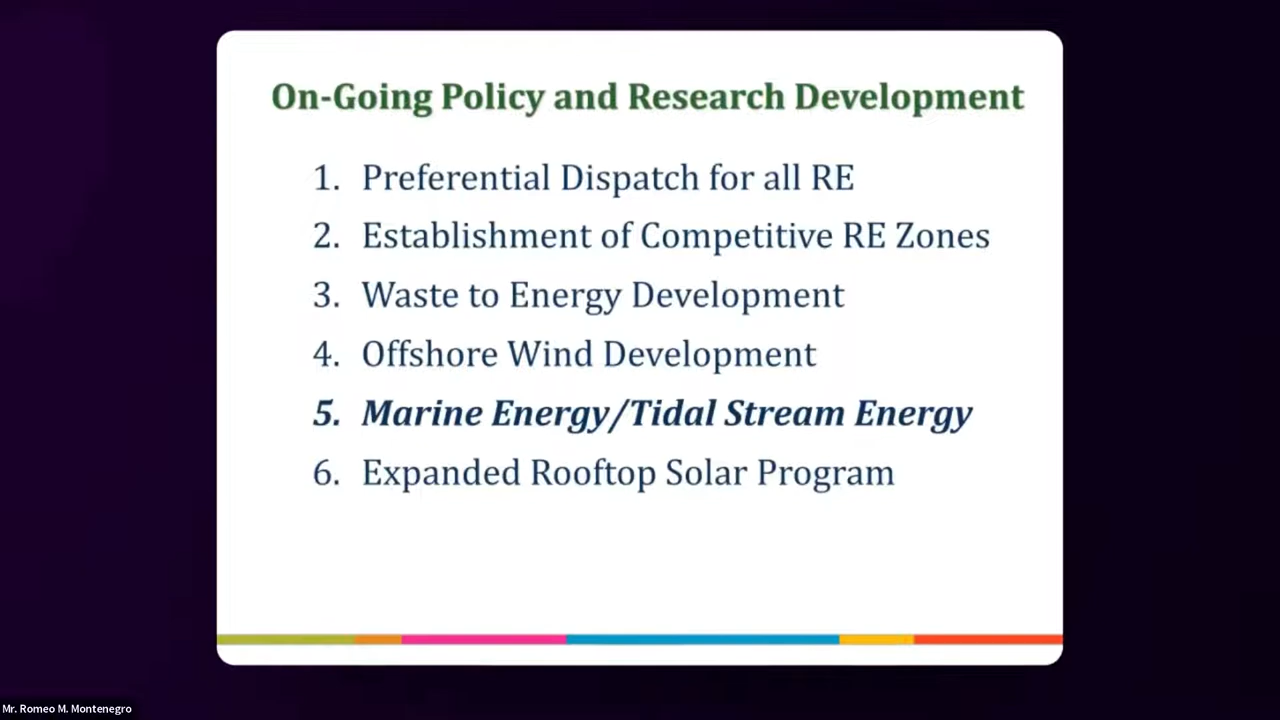 On-Going Policy and Research Development
1. Preferential Dispatch for all RE
2. Establishment of Competitive RE Zones
3. Waste to Energy Development
4. Offshore Wind Development
5. Marine Energy/Tidal Stream Energy
6. Expanded Rooftop Solar Program
Mr. Romeo M. Montenegro